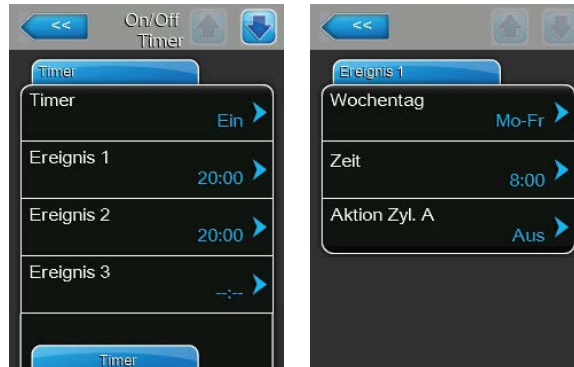 <<
On/Off
Timer
Timer
Timer
Ein
Ereignis 1
20:00
Ereignis 2
20:00
Ereignis 3
--:--
Timer
<<
Ereignis 1
Wochentag
Mo-Fr
Zeit
8:00
Aktion Zyl. A
Aus